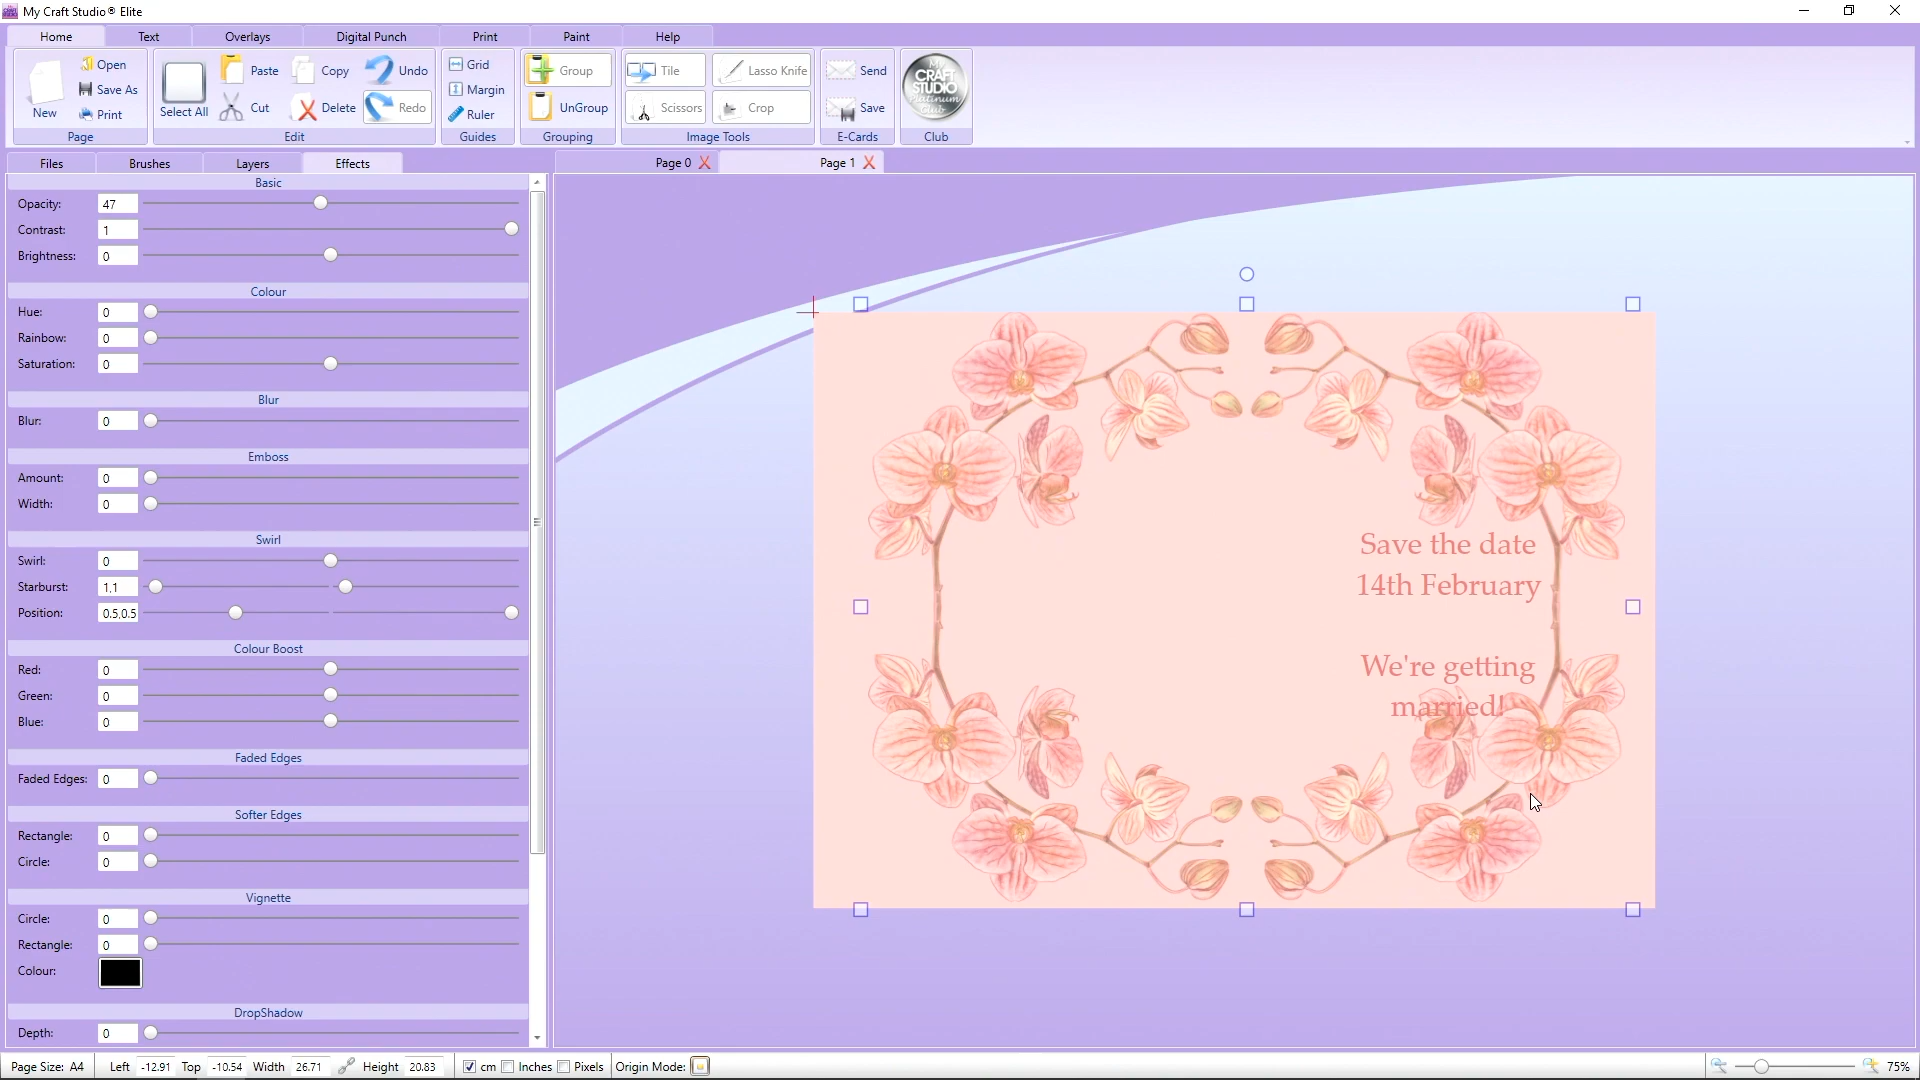 My Craft Studio® Elite
Home Text Overlays Digital Punch Print Paint Help
New Open Save As Print Page
Select All Paste Cut Copy Delete Undo Redo Edit
Grid Margin Ruler Guides
Group UnGroup Grouping
Tile Scissors Lasso Knife Crop Image Tools
Send Save E-Cards
My CRAFT STUDIO Platinum Club Club
Files Brushes Layers Effects
Page 0 Page 1
Basic
Opacity: 47
Contrast: 1
Brightness: 0
Colour
Hue: 0
Rainbow: 0
Saturation: 0
Blur
Blur: 0
Emboss
Amount: 0
Width: 0
Swirl
Swirl: 0
Starburst: 1,1
Position: 0.5,0.5
Colour Boost
Red: 0
Green: 0
Blue: 0
Faded Edges
Faded Edges: 0
Softer Edges
Rectangle: 0
Circle: 0
Vignette
Circle: 0
Rectangle: 0
Colour:
DropShadow
Depth: 0
Save the date
14th February
We're getting
married!
Page Size: A4 Left -12.91 Top -10.54 Width 26.71 Height 20.83 cm Inches Pixels Origin Mode: 75%